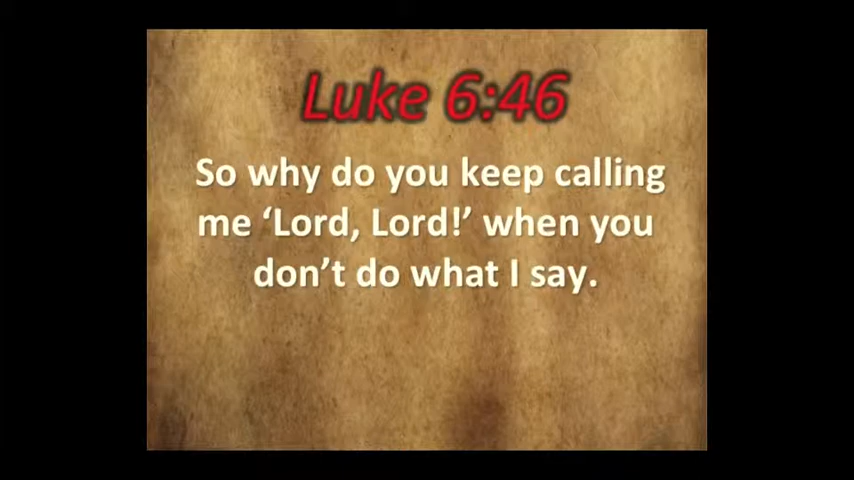 Luke 6:46
So why do you keep calling
me ‘Lord, Lord!’ when you
don’t do what I say.